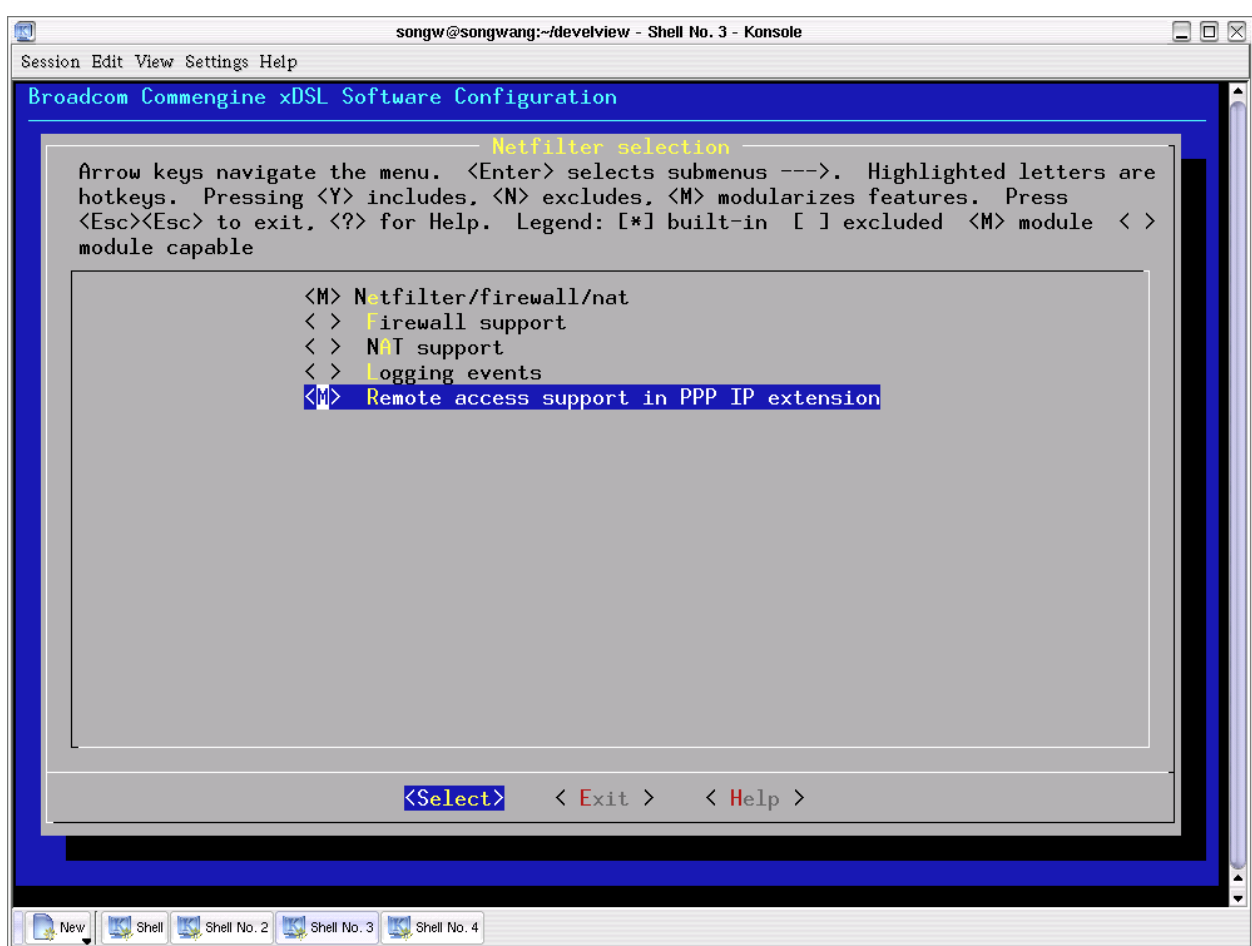 songw@songwang:~/develview - Shell No. 3 - Konsole
Session Edit View Settings Help
Broadcom Commengine xDSL Software Configuration
Netfilter selection
Arrow keys navigate the menu. <Enter> selects submenus --->. Highlighted letters are
hotkeys. Pressing <Y> includes, <N> excludes, <M> modularizes features. Press
<Esc><Esc> to exit, <?> for Help. Legend: [*] built-in [ ] excluded <M> module < >
module capable
<M> Netfilter/firewall/nat
< > Firewall support
< > NAT support
< > Logging events
<M> Remote access support in PPP IP extension
<Select> < Exit > < Help >
New Shell Shell No. 2 Shell No. 3 Shell No. 4